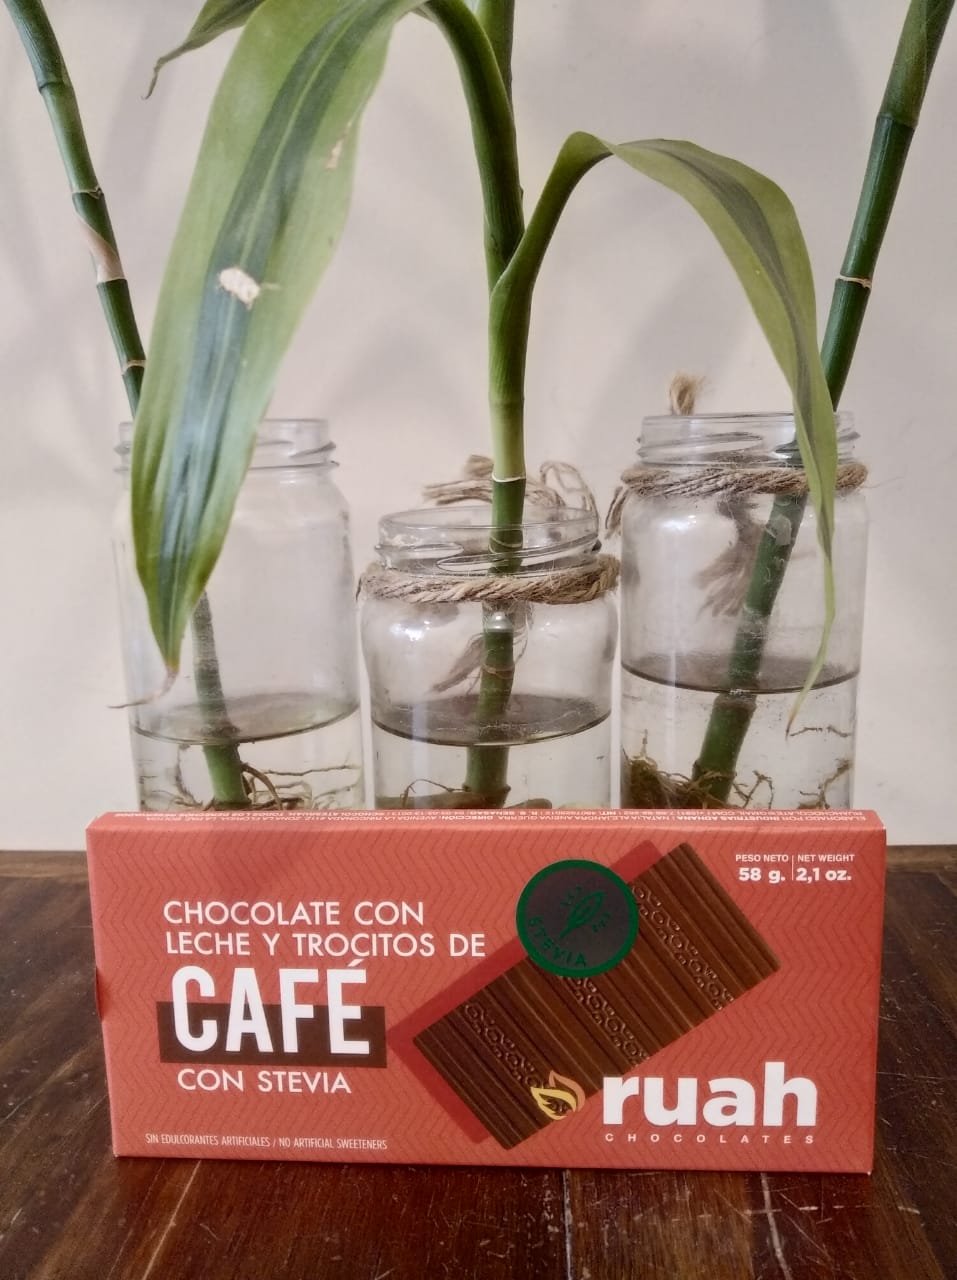 PESO NETO | NET WEIGHT
58 g. | 2,1 oz.
STEVIA
CHOCOLATE CON
LECHE Y TROCITOS DE
CAFÉ
CON STEVIA
ruah
CHOCOLATES
SIN EDULCORANTES ARTIFICIALES / NO ARTIFICIAL SWEETENERS